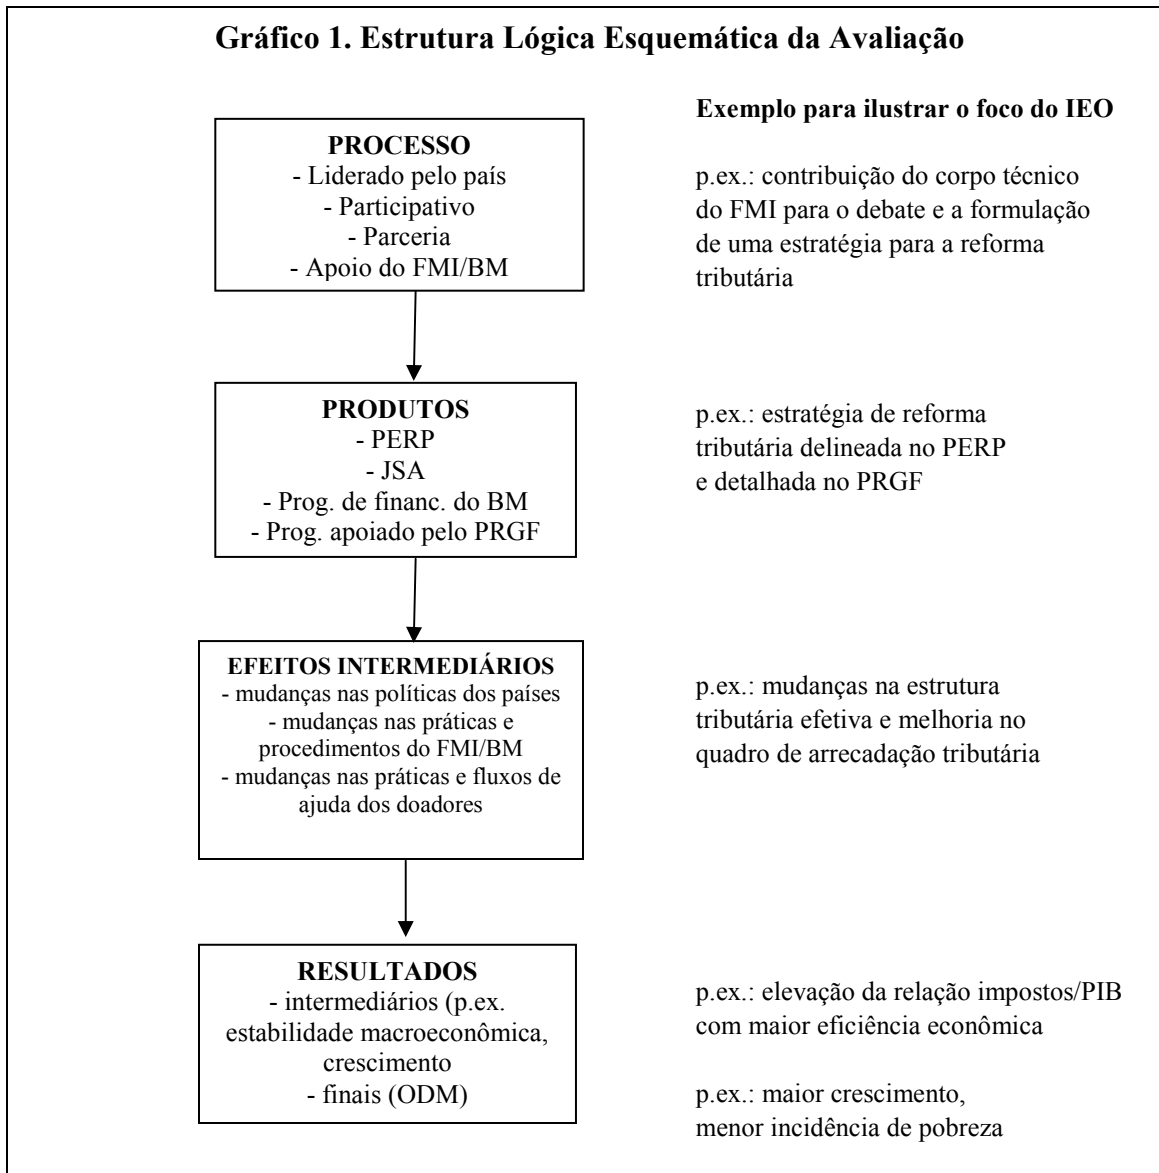 Gráfico 1. Estrutura Lógica Esquemática da Avaliação
Exemplo para ilustrar o foco do IEO
PROCESSO
- Liderado pelo país
- Participativo
- Parceria
- Apoio do FMI/BM
p.ex.: contribuição do corpo técnico
do FMI para o debate e a formulação
de uma estratégia para a reforma
tributária
PRODUTOS
- PERP
- JSA
- Prog. de financ. do BM
- Prog. apoiado pelo PRGF
p.ex.: estratégia de reforma
tributária delineada no PERP
e detalhada no PRGF
EFEITOS INTERMEDIÁRIOS
- mudanças nas políticas dos países
- mudanças nas práticas e
procedimentos do FMI/BM
- mudanças nas práticas e fluxos de
ajuda dos doadores
p.ex.: mudanças na estrutura
tributária efetiva e melhoria no
quadro de arrecadação tributária
RESULTADOS
- intermediários (p.ex.
estabilidade macroeconômica,
crescimento
- finais (ODM)
p.ex.: elevação da relação impostos/PIB
com maior eficiência econômica
p.ex.: maior crescimento,
menor incidência de pobreza